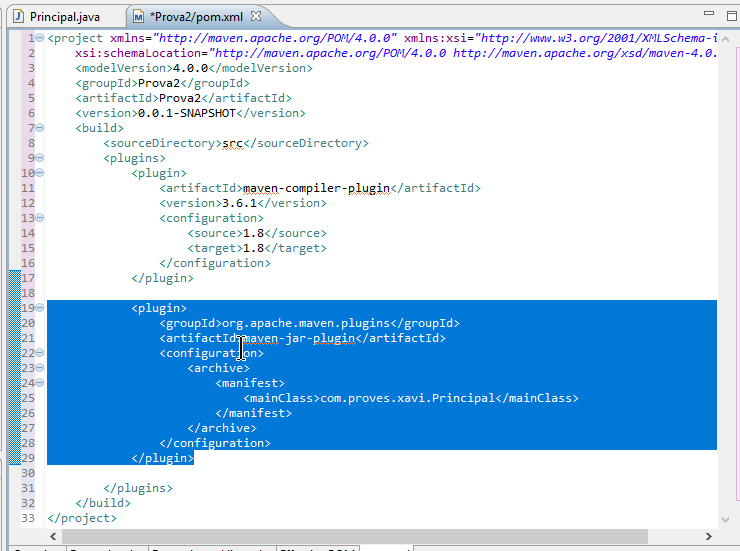 Principal.java
*Prova2/pom.xml
1 <project xmlns="http://maven.apache.org/POM/4.0.0" xmlns:xsi="http://www.w3.org/2001/XMLSchema-i
2 xsi:schemaLocation="http://maven.apache.org/POM/4.0.0 http://maven.apache.org/xsd/maven-4.0.
3 <modelVersion>4.0.0</modelVersion>
4 <groupId>Prova2</groupId>
5 <artifactId>Prova2</artifactId>
6 <version>0.0.1-SNAPSHOT</version>
7 <build>
8 <sourceDirectory>src</sourceDirectory>
9 <plugins>
10 <plugin>
11 <artifactId>maven-compiler-plugin</artifactId>
12 <version>3.6.1</version>
13 <configuration>
14 <source>1.8</source>
15 <target>1.8</target>
16 </configuration>
17 </plugin>
18
19 <plugin>
20 <groupId>org.apache.maven.plugins</groupId>
21 <artifactId>maven-jar-plugin</artifactId>
22 <configuration>
23 <archive>
24 <manifest>
25 <mainClass>com.proves.xavi.Principal</mainClass>
26 </manifest>
27 </archive>
28 </configuration>
29 </plugin>
30
31 </plugins>
32 </build>
33 </project>